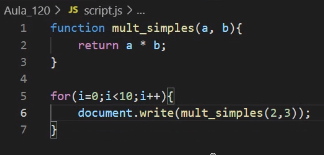 Aula_120 > JS script.js > ...
1 function mult_simples(a, b){
2 return a * b;
3 }
4
5 for(i=0;i<10;i++){
6 document.write(mult_simples(2,3));
7 }